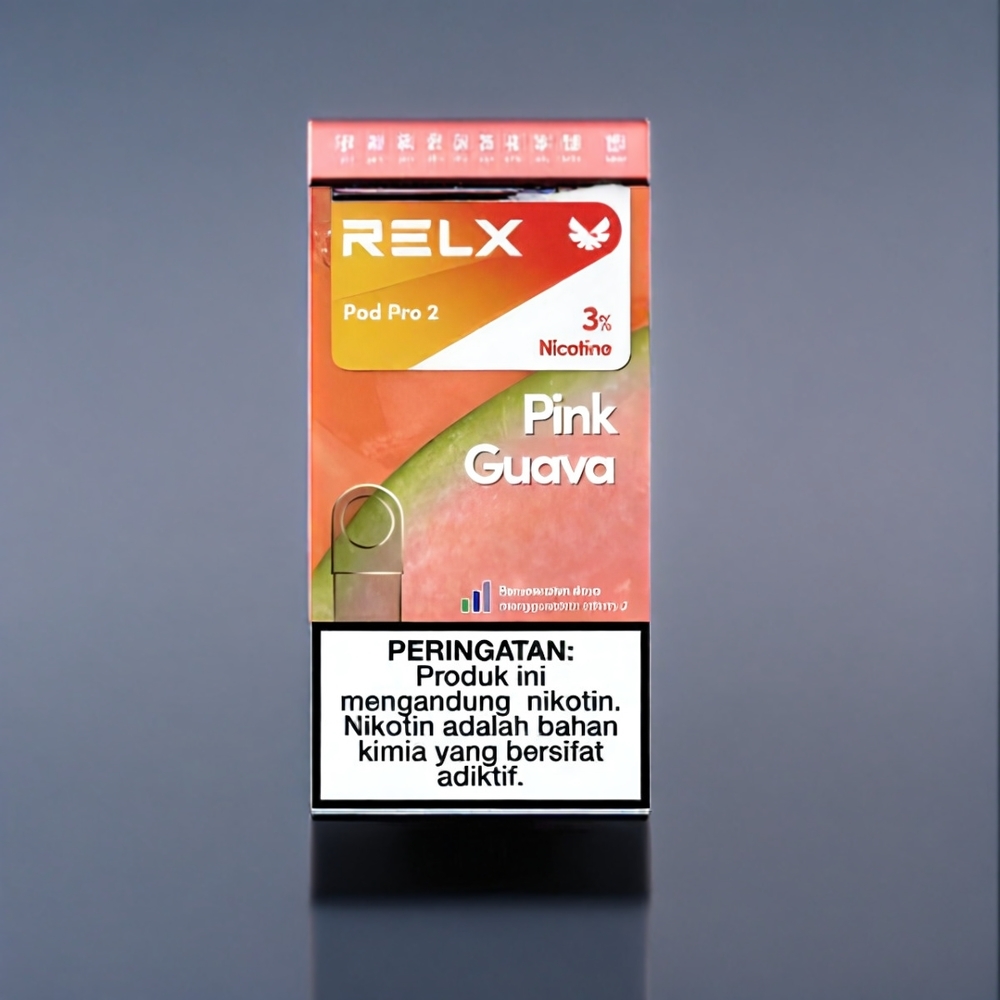 RELX
Pod Pro 2
3%
Nicotine
Pink
Guava
PERINGATAN:
Produk ini
mengandung nikotin.
Nikotin adalah bahan
kimia yang bersifat
adiktif.